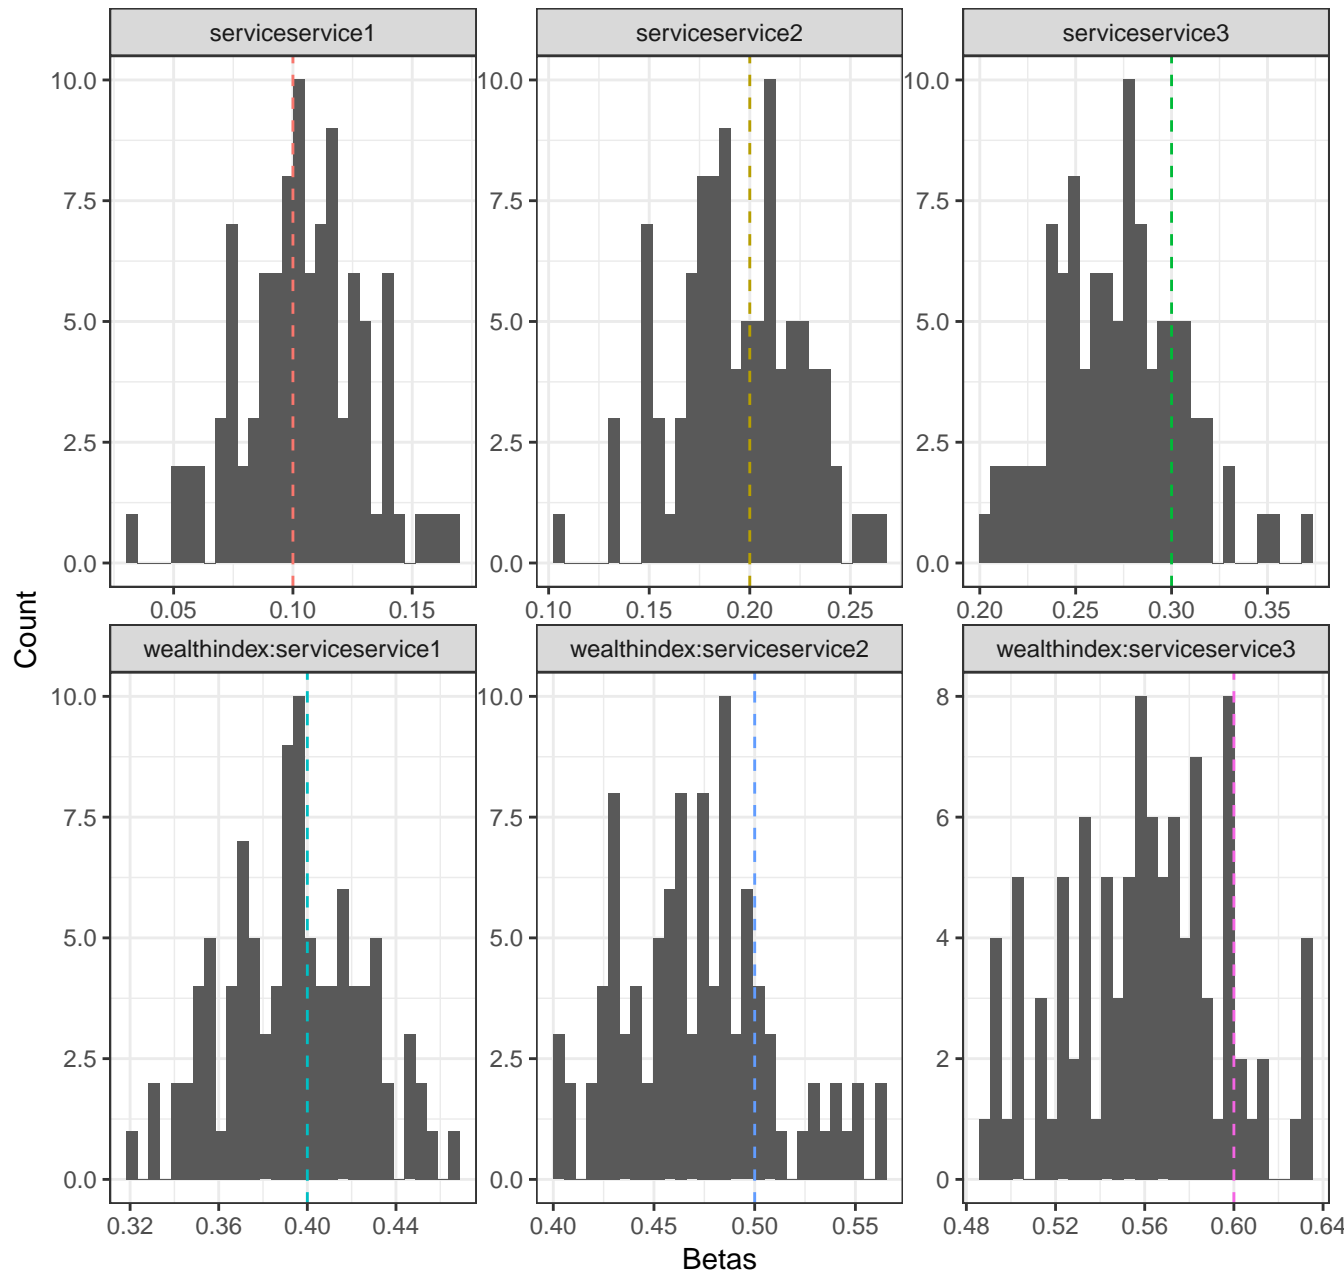 serviceservice1 serviceservice2 serviceservice3
10.0 10.0 10.0
7.5 7.5 7.5
5.0 5.0 5.0
2.5 2.5 2.5
0.0 0.0 0.0
0.05 0.10 0.15 0.10 0.15 0.20 0.25 0.20 0.25 0.30 0.35
Count
wealthindex:serviceservice1 wealthindex:serviceservice2 wealthindex:serviceservice3
10.0 10.0 8
7.5 7.5 6
5.0 5.0 4
2.5 2.5 2
0.0 0.0 0
0.32 0.36 0.40 0.44 0.40 0.45 0.50 0.55 0.48 0.52 0.56 0.60 0.64
Betas